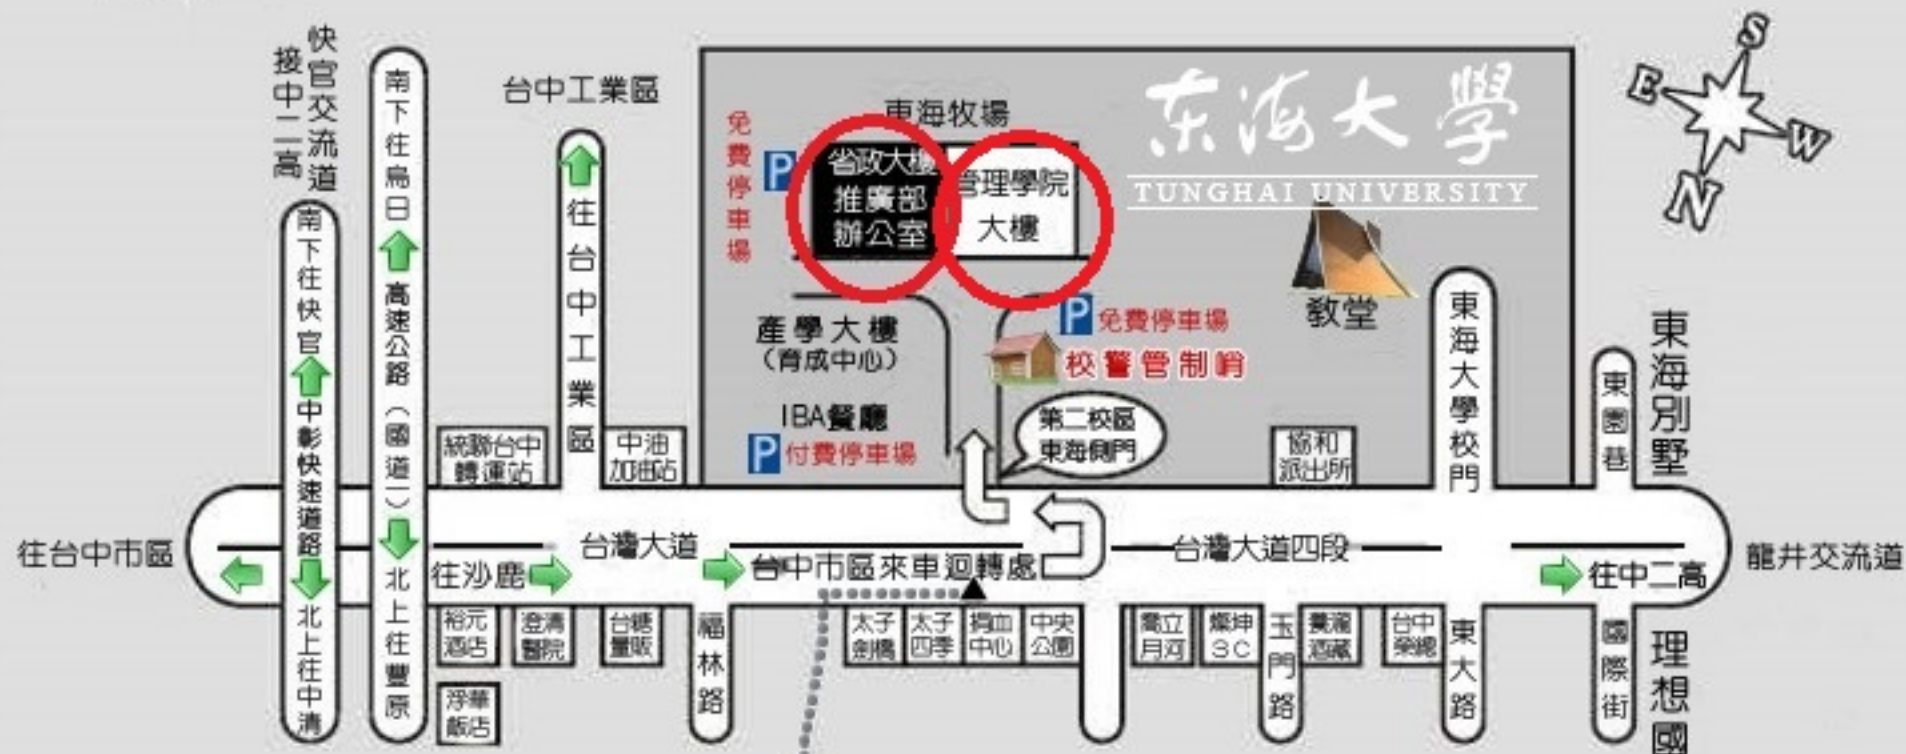 快官交流道
接中二高
南下往快官
中彰快速道路
北上往中清
南下往烏日
高速公路（國道一）
北上往豐原
台中工業區
往台中工業區
統聯台中
轉運站
中油
加油站
免費停車場
P
東海牧場
省政大樓
推廣部
辦公室
管理學院
大樓
东海大學
TUNGHAI UNIVERSITY
S
E
W
N
教堂
產學大樓
（育成中心）
IBA餐廳
P 付費停車場
P 免費停車場
校警管制哨
第二校區
東海側門
協和
派出所
東海大學校門
東園巷
東海別墅
往台中市區
往沙鹿
台灣大道
台中市區來車迴轉處
台灣大道四段
往中二高
龍井交流道
裕元
酒店
澄清
醫院
台糖
量販
福林路
太子
劍橋
太子
四季
捐血
中心
中央
公園
喬立
月河
燦坤
3C
玉門路
台中
榮總
東大路
國際街
理想國
浮華
飯店